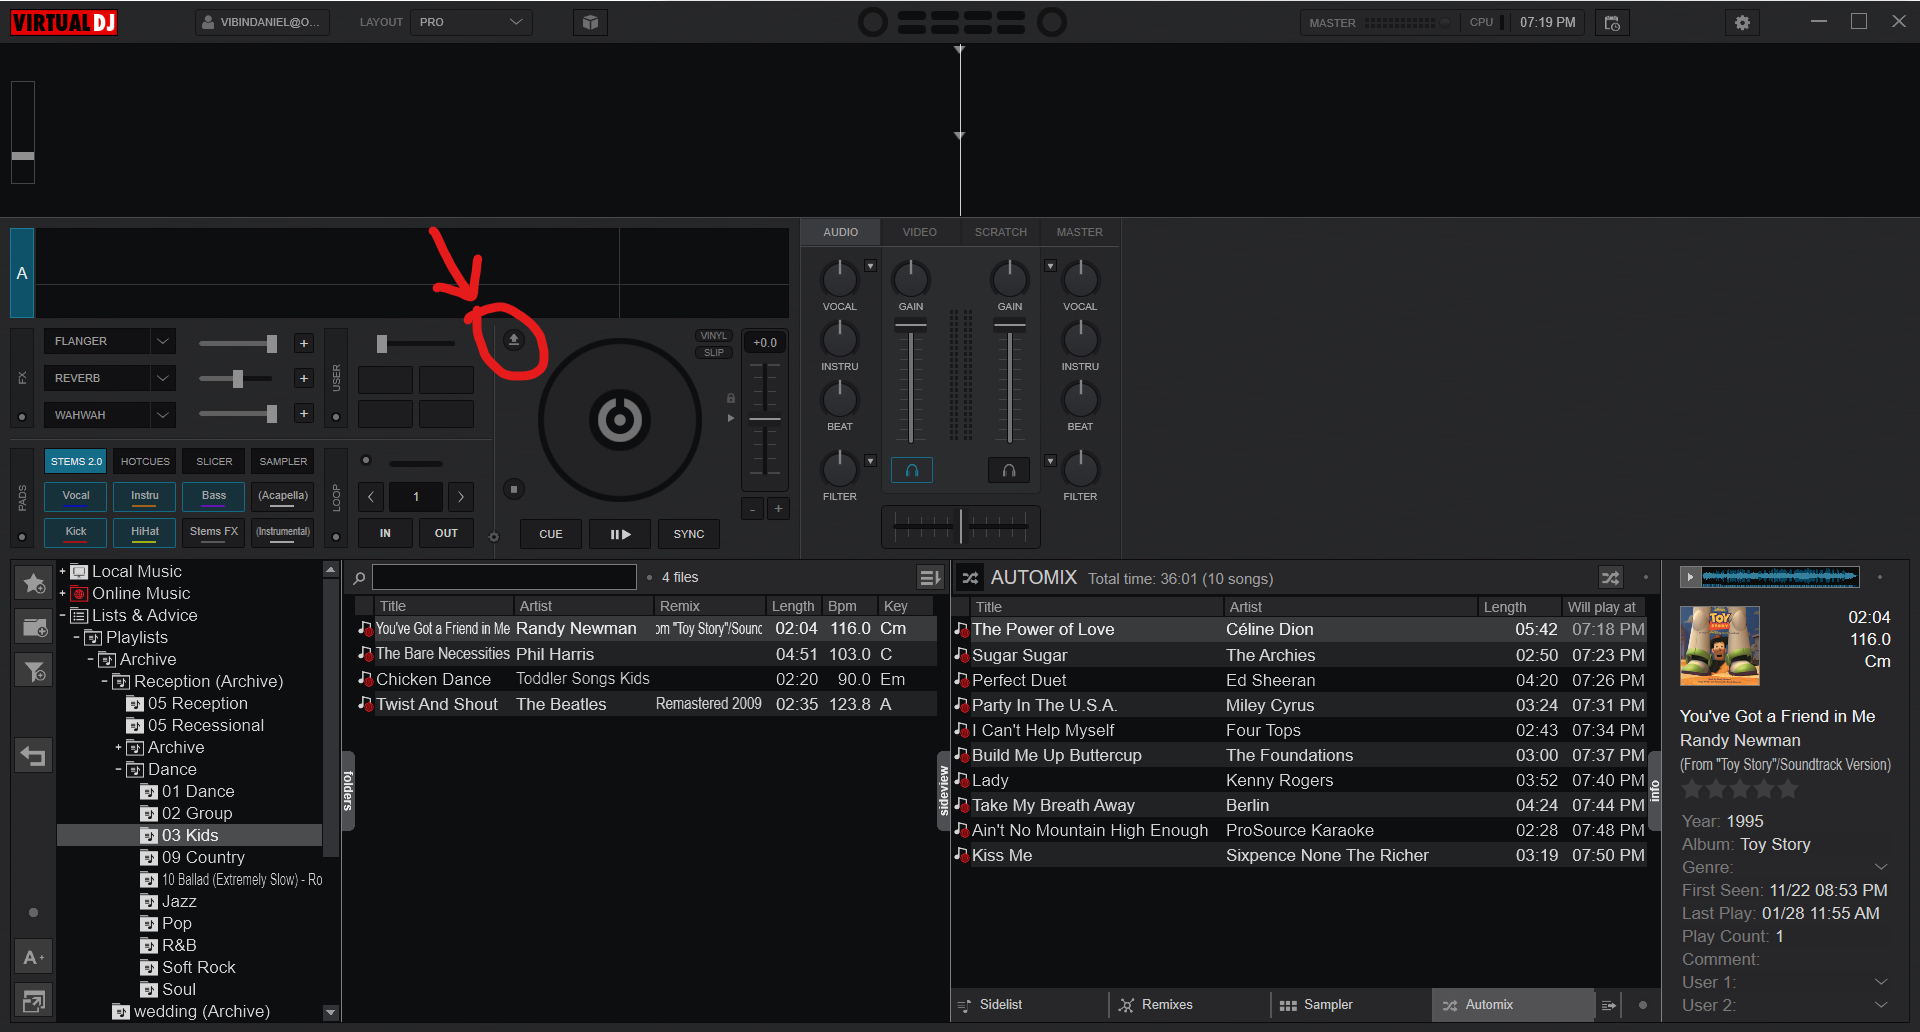 VIRTUAL DJ VIBINDANIEL@O... LAYOUT PRO MASTER CPU 07:19 PM
A
AUDIO VIDEO SCRATCH MASTER
VOCAL GAIN GAIN VOCAL
FX FLANGER + USER VINYL SLIP +0.0
REVERB + INSTRU INSTRU
WAHWAH + BEAT BEAT
PADS STEMS 2.0 HOTCUES SLICER SAMPLER LOOP
Vocal Instru Bass (Acapella) 1 FILTER FILTER
Kick HiHat Stems FX (Instrumental) IN OUT CUE SYNC - +
Local Music
Online Music
Lists & Advice
Playlists
Archive
Reception (Archive)
05 Reception
05 Recessional
Archive
Dance
01 Dance
02 Group
03 Kids
09 Country
10 Ballad (Extremely Slow) - Ro
Jazz
Pop
R&B
Soft Rock
Soul
wedding (Archive)
A+
folders
4 files
Title Artist Remix Length Bpm Key
You've Got a Friend in Me Randy Newman om "Toy Story"/Sound 02:04 116.0 Cm
The Bare Necessities Phil Harris 04:51 103.0 C
Chicken Dance Toddler Songs Kids 02:20 90.0 Em
Twist And Shout The Beatles Remastered 2009 02:35 123.8 A
sideview
AUTOMIX Total time: 36:01 (10 songs)
Title Artist Length Will play at
The Power of Love Céline Dion 05:42 07:18 PM
Sugar Sugar The Archies 02:50 07:23 PM
Perfect Duet Ed Sheeran 04:20 07:26 PM
Party In The U.S.A. Miley Cyrus 03:24 07:31 PM
I Can't Help Myself Four Tops 02:43 07:34 PM
Build Me Up Buttercup The Foundations 03:00 07:37 PM
Lady Kenny Rogers 03:52 07:40 PM
Take My Breath Away Berlin 04:24 07:44 PM
Ain't No Mountain High Enough ProSource Karaoke 02:28 07:48 PM
Kiss Me Sixpence None The Richer 03:19 07:50 PM
Sidelist Remixes Sampler Automix
info
TOY STORY
02:04
116.0
Cm
You've Got a Friend in Me
Randy Newman
(From "Toy Story"/Soundtrack Version)
Year: 1995
Album: Toy Story
Genre:
First Seen: 11/22 08:53 PM
Last Play: 01/28 11:55 AM
Play Count: 1
Comment:
User 1:
User 2: